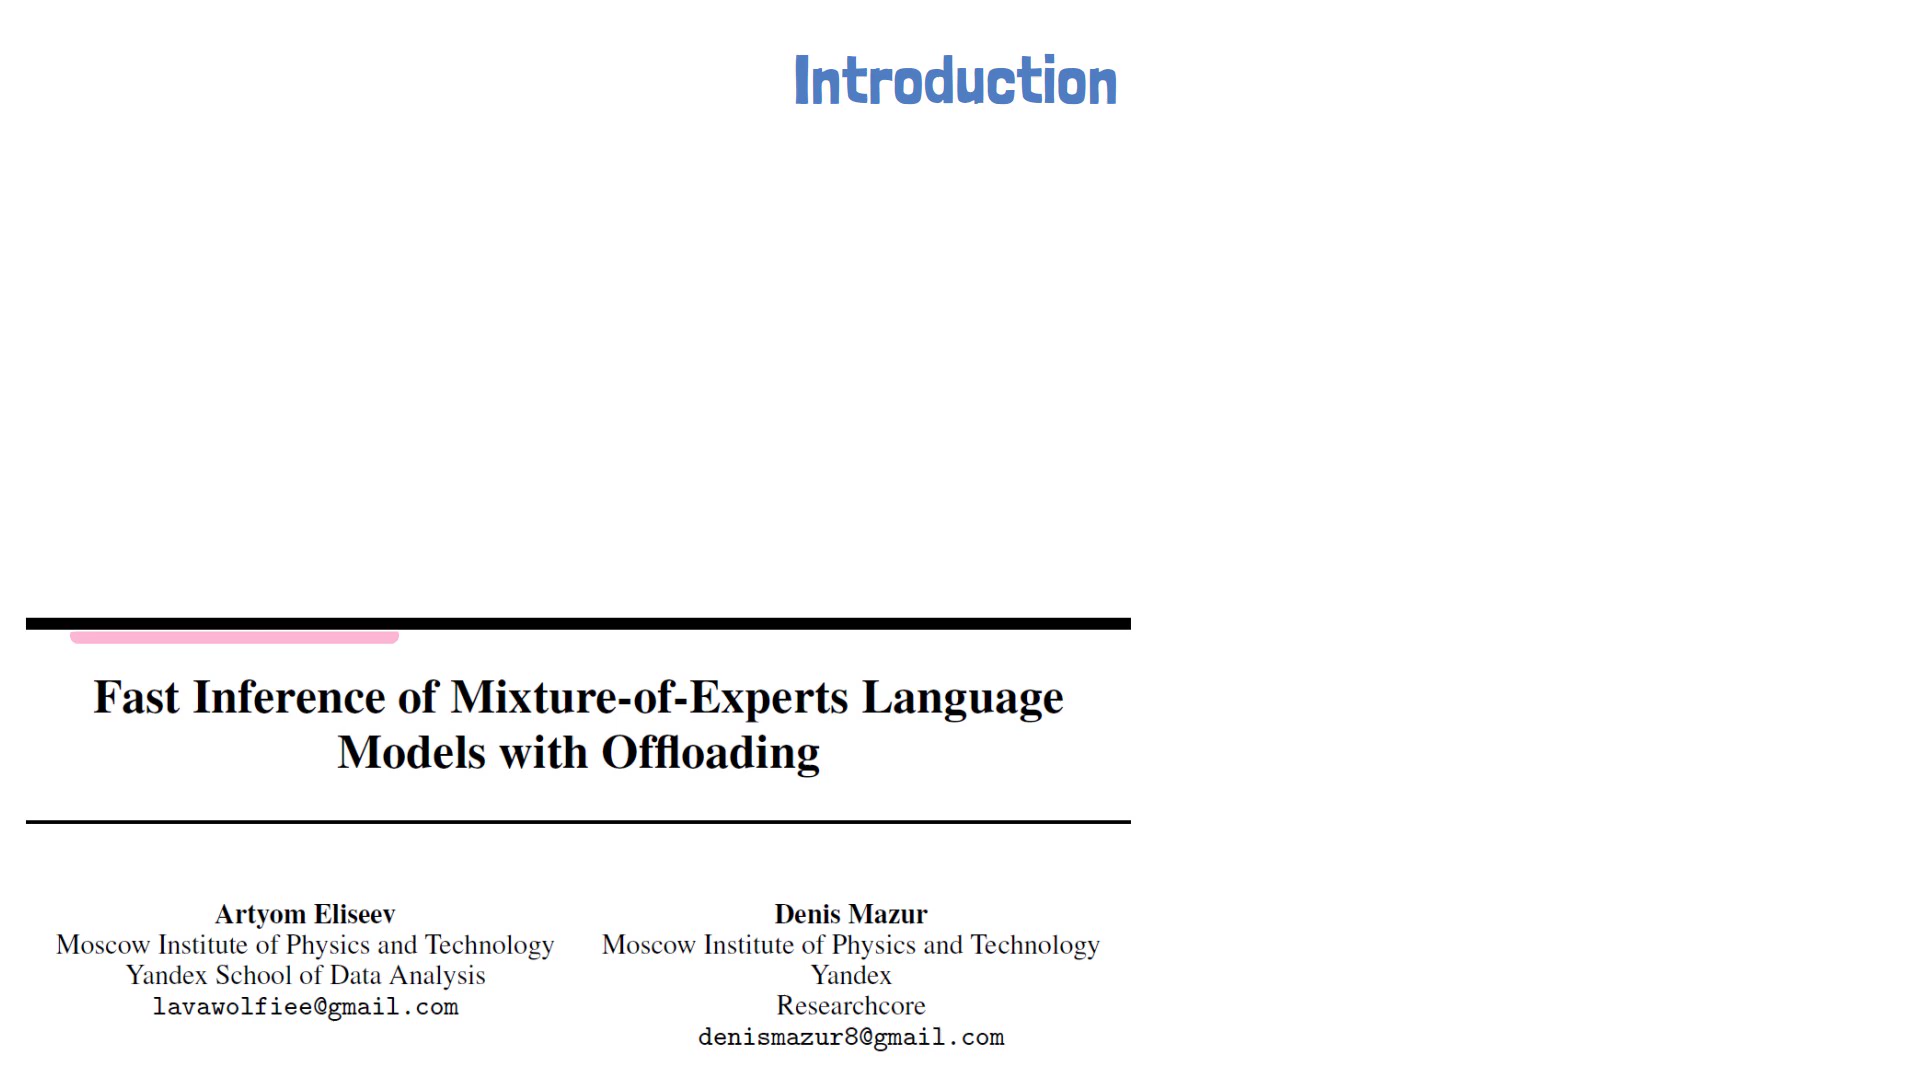 Introduction
Fast Inference of Mixture-of-Experts Language
Models with Offloading
Artyom Eliseev
Moscow Institute of Physics and Technology
Yandex School of Data Analysis
lavawolfiee@gmail.com
Denis Mazur
Moscow Institute of Physics and Technology
Yandex
Researchcore
denismazur8@gmail.com